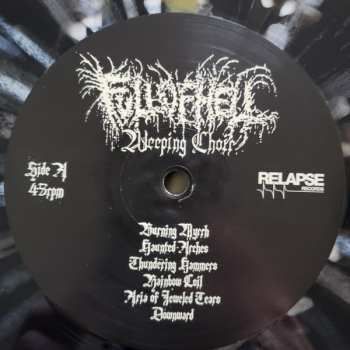 Full of Hell
Weeping Choir
Side A
45rpm
RELAPSE
RECORDS
Burning Myrrh
Haunted Arches
Thundering Hammers
Rainbow Coil
Aria of Jeweled Tears
Downward